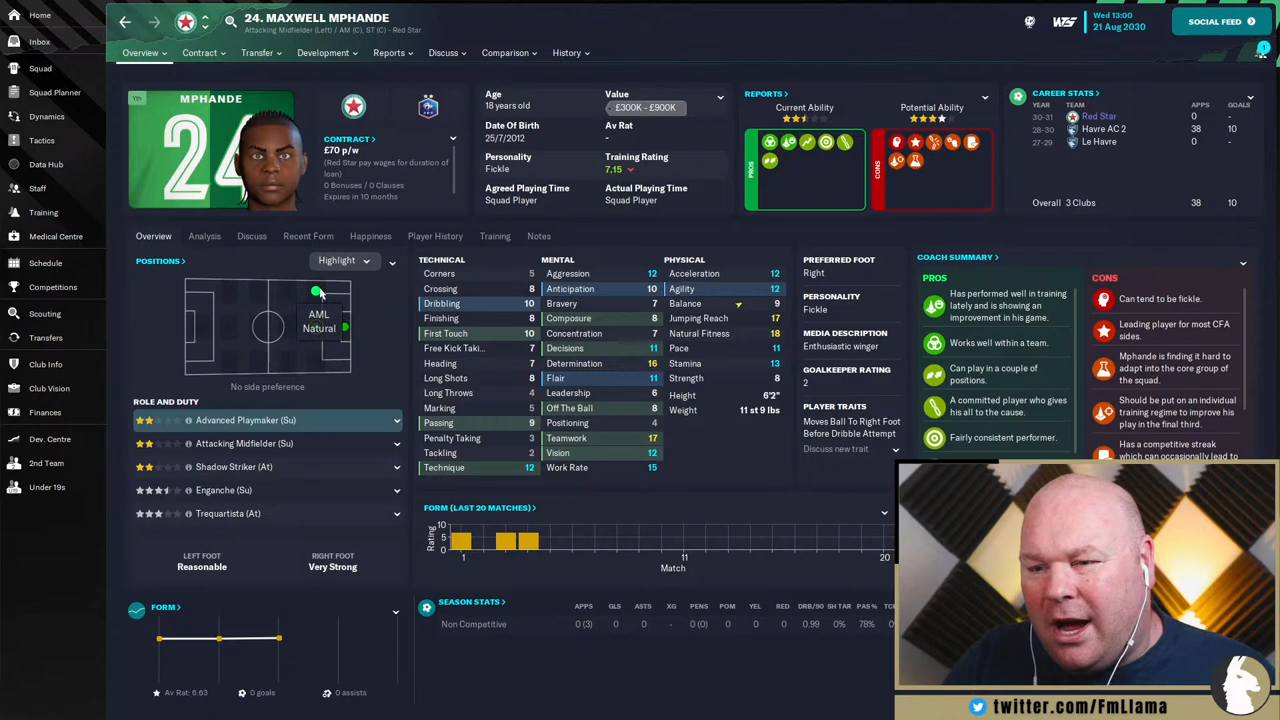 24. MAXWELL MPHANDE
Attacking Midfielder (Left) / AM (C), ST (C) - Red Star
Wed 13:00
21 Aug 2030
SOCIAL FEED
1
Home
Inbox
Squad
Squad Planner
Dynamics
Tactics
Data Hub
Staff
Training
Medical Centre
Schedule
Competitions
Scouting
Transfers
Club Info
Club Vision
Finances
Dev. Centre
2nd Team
Under 19s
Overview
Contract
Transfer
Development
Reports
Discuss
Comparison
History
Yth
MPHANDE
24
CONTRACT
£70 p/w
(Red Star pay wages for duration of
loan)
0 Bonuses / 0 Clauses
Expires in 10 months
Age
18 years old
Date Of Birth
25/7/2012
Personality
Fickle
Agreed Playing Time
Squad Player
Value
£300K - £900K
Av Rat
-
Training Rating
7.15
Actual Playing Time
Squad Player
REPORTS
Current Ability
Potential Ability
PROS
CONS
CAREER STATS
YEAR TEAM APPS GOALS
30-31 Red Star 0 -
28-30 Havre AC 2 38 10
27-29 Le Havre 0 -
Overall 3 Clubs 38 10
Overview
Analysis
Discuss
Recent Form
Happiness
Player History
Training
Notes
POSITIONS
Highlight
AML
Natural
No side preference
ROLE AND DUTY
Advanced Playmaker (Su)
Attacking Midfielder (Su)
Shadow Striker (At)
Enganche (Su)
Trequartista (At)
LEFT FOOT
Reasonable
RIGHT FOOT
Very Strong
TECHNICAL
Corners 5
Crossing 8
Dribbling 10
Finishing 8
First Touch 10
Free Kick Taki... 7
Heading 7
Long Shots 8
Long Throws 4
Marking 5
Passing 9
Penalty Taking 3
Tackling 2
Technique 12
MENTAL
Aggression 12
Anticipation 10
Bravery 7
Composure 8
Concentration 7
Decisions 11
Determination 16
Flair 11
Leadership 6
Off The Ball 8
Positioning 4
Teamwork 17
Vision 12
Work Rate 15
PHYSICAL
Acceleration 12
Agility 12
Balance 9
Jumping Reach 17
Natural Fitness 18
Pace 11
Stamina 13
Strength 8
Height 6'2"
Weight 11 st 9 lbs
PREFERRED FOOT
Right
PERSONALITY
Fickle
MEDIA DESCRIPTION
Enthusiastic winger
GOALKEEPER RATING
2
PLAYER TRAITS
Moves Ball To Right Foot
Before Dribble Attempt
Discuss new trait
COACH SUMMARY
PROS
Has performed well in training
lately and is showing an
improvement in his game.
Works well within a team.
Can play in a couple of
positions.
A committed player who gives
his all to the cause.
Fairly consistent performer.
CONS
Can tend to be fickle.
Leading player for most CFA
sides.
Mphande is finding it hard to
adapt into the core group of
the squad.
Should be put on an individual
training regime to improve his
play in the final third.
Has a competitive streak
which can occasionally lead to
FORM (LAST 20 MATCHES)
Rating
10
5
0
1 11 20
Match
FORM
Av Rat: 6.63
0 goals
0 assists
SEASON STATS
APPS GLS ASTS XG PENS POM YEL RED DRB/90 SH TAR PAS %
Non Competitive 0 (3) 0 0 - 0 (0) 0 0 0 0.99 0% 78%
twitter.com/FmLlama